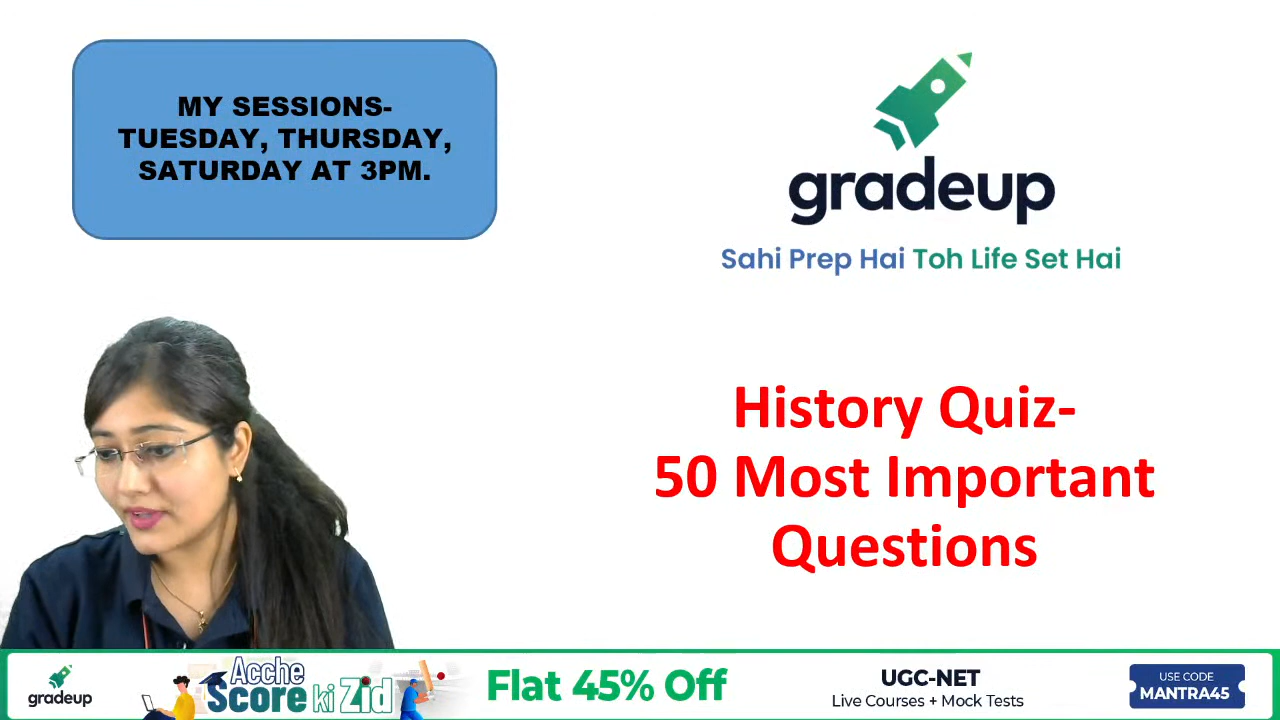 MY SESSIONS-
TUESDAY, THURSDAY,
SATURDAY AT 3PM.
gradeup
Sahi Prep Hai Toh Life Set Hai
History Quiz-
50 Most Important
Questions
gradeup
Acche
Score ki Zid
Flat 45% Off
UGC-NET
Live Courses + Mock Tests
USE CODE
MANTRA45